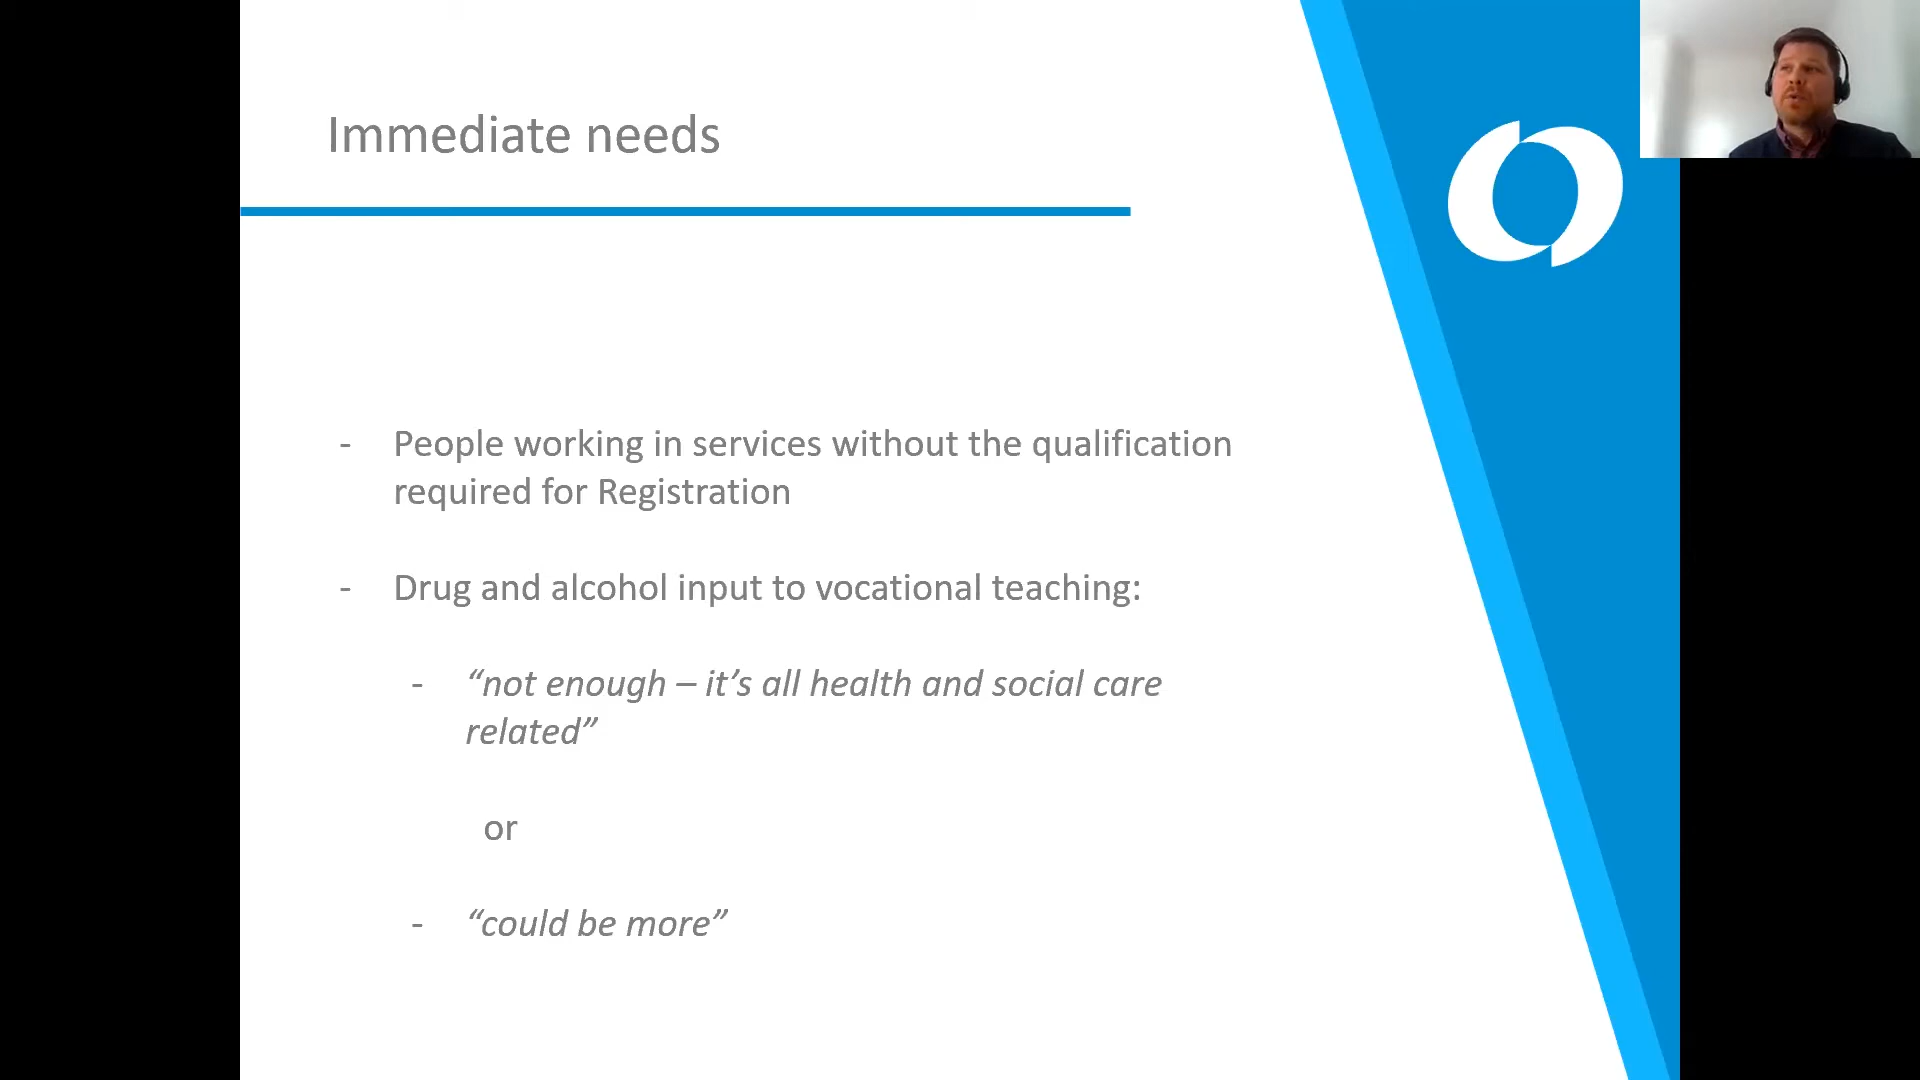 Immediate needs
- People working in services without the qualification
required for Registration
- Drug and alcohol input to vocational teaching:
- “not enough – it’s all health and social care
related”
or
- “could be more”